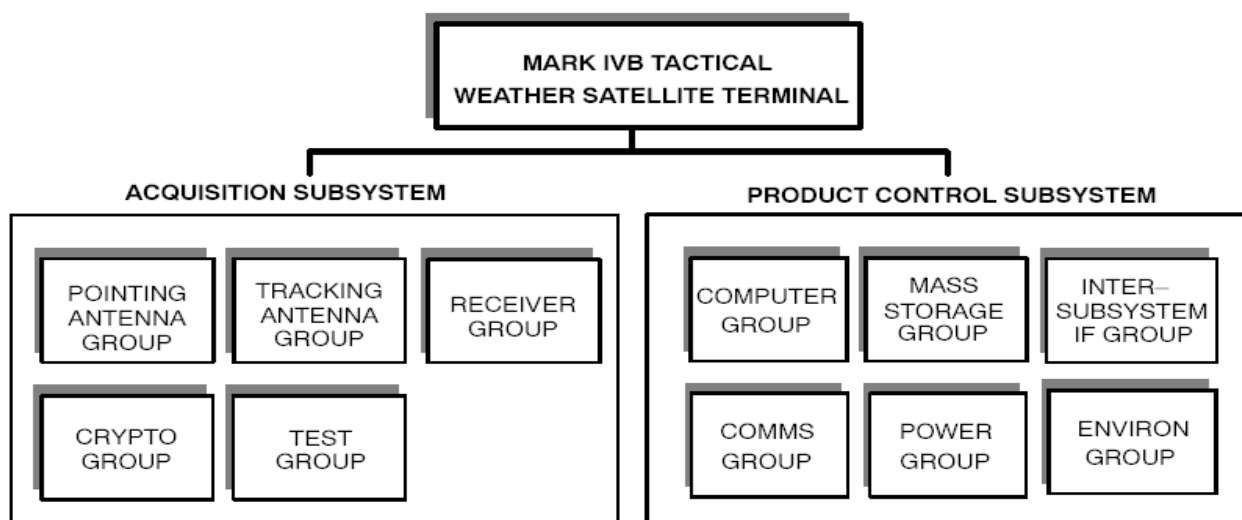 MARK IVB TACTICAL
WEATHER SATELLITE TERMINAL
ACQUISITION SUBSYSTEM
POINTING
ANTENNA
GROUP
TRACKING
ANTENNA
GROUP
RECEIVER
GROUP
CRYPTO
GROUP
TEST
GROUP
PRODUCT CONTROL SUBSYSTEM
COMPUTER
GROUP
MASS
STORAGE
GROUP
INTER–
SUBSYSTEM
IF GROUP
COMMS
GROUP
POWER
GROUP
ENVIRON
GROUP